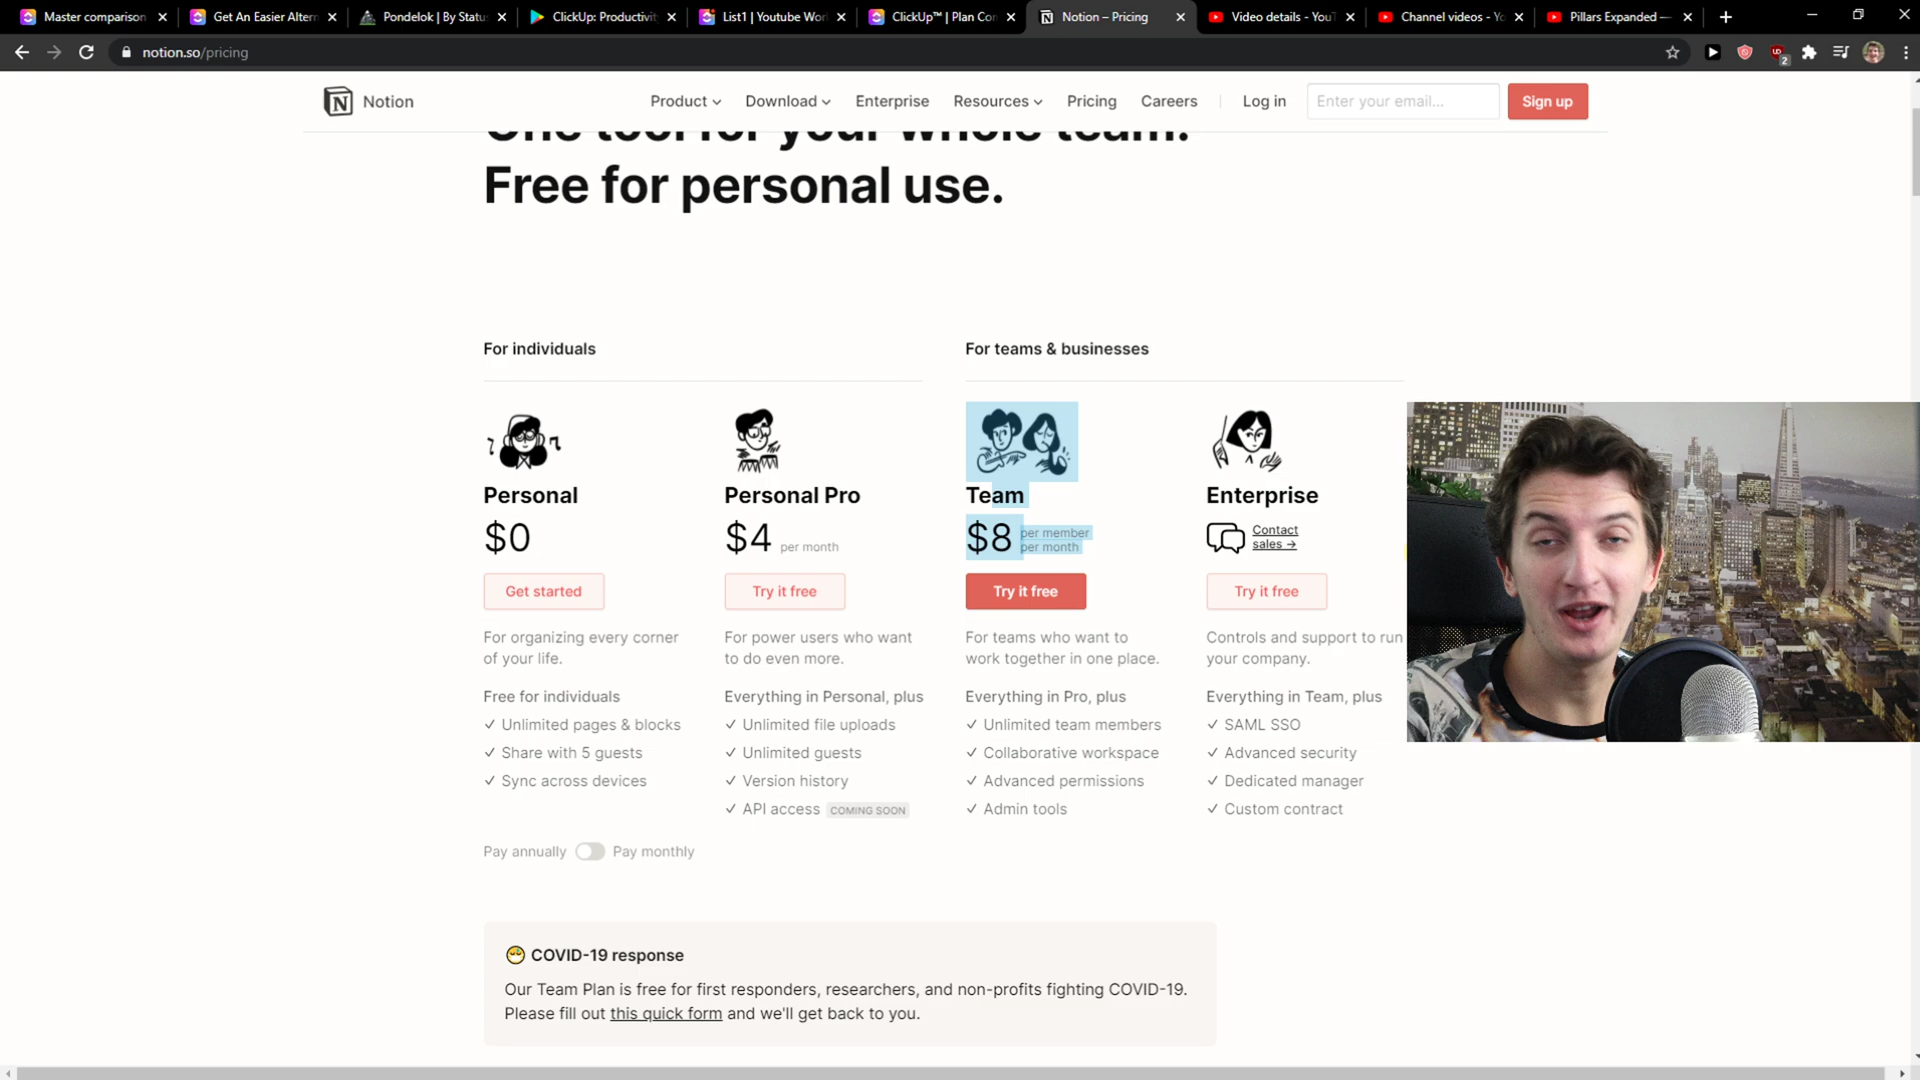 Master comparison
Get An Easier Altern
Pondelok | By Statu
ClickUp: Productivit
List1 | Youtube Wor
ClickUp™ | Plan Cor
Notion – Pricing
Video details - YouT
Channel videos - Yo
Pillars Expanded —
notion.so/pricing
UD
2
Notion
Product
Download
Enterprise
Resources
Pricing
Careers
Log in
Enter your email...
Sign up
One tool for your whole team.
Free for personal use.
For individuals
For teams & businesses
Personal
$0
Get started
For organizing every corner
of your life.
Free for individuals
✓ Unlimited pages & blocks
✓ Share with 5 guests
✓ Sync across devices
Personal Pro
$4 per month
Try it free
For power users who want
to do even more.
Everything in Personal, plus
✓ Unlimited file uploads
✓ Unlimited guests
✓ Version history
✓ API access COMING SOON
Team
$8 per member
per month
Try it free
For teams who want to
work together in one place.
Everything in Pro, plus
✓ Unlimited team members
✓ Collaborative workspace
✓ Advanced permissions
✓ Admin tools
Enterprise
Contact
sales →
Try it free
Controls and support to run
your company.
Everything in Team, plus
✓ SAML SSO
✓ Advanced security
✓ Dedicated manager
✓ Custom contract
Pay annually
Pay monthly
COVID-19 response
Our Team Plan is free for first responders, researchers, and non-profits fighting COVID-19.
Please fill out this quick form and we'll get back to you.